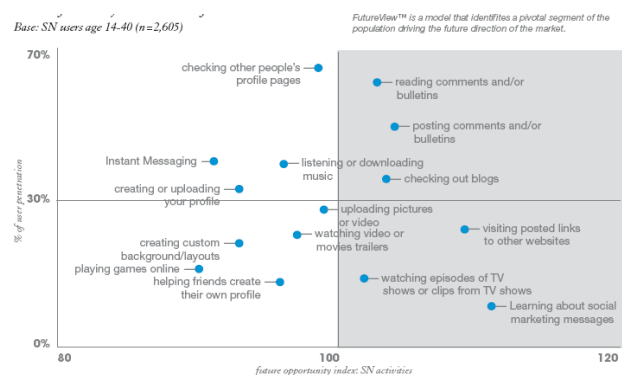 Base: SN users age 14-40 (n=2,605)
FutureView™ is a model that identifites a pivotal segment of the
population driving the future direction of the market.
70%
checking other people's
profile pages
reading comments and/or
bulletins
posting comments and/or
bulletins
Instant Messaging
listening or downloading
music
checking out blogs
creating or uploading
your profile
30%
% of user penetration
uploading pictures
or video
visiting posted links
to other websites
watching video or
movies trailers
creating custom
background/layouts
playing games online
helping friends create
their own profile
watching episodes of TV
shows or clips from TV shows
Learning about social
marketing messages
0%
80
100
120
future opportunity index: SN activities